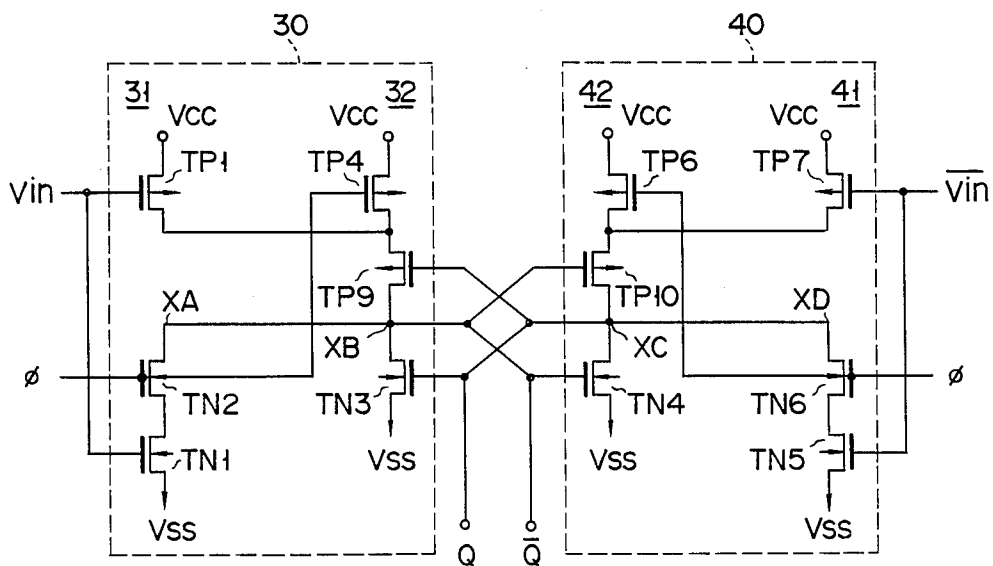 30
40
31
32
42
41
VCC
VCC
VCC
VCC
TP1
TP4
TP6
TP7
Vin
V̅i̅n̅
TP9
TP10
XA
XB
XC
XD
ø
ø
TN2
TN3
TN4
TN6
TN1
TN5
VSS
VSS
VSS
VSS
Q
Q̅